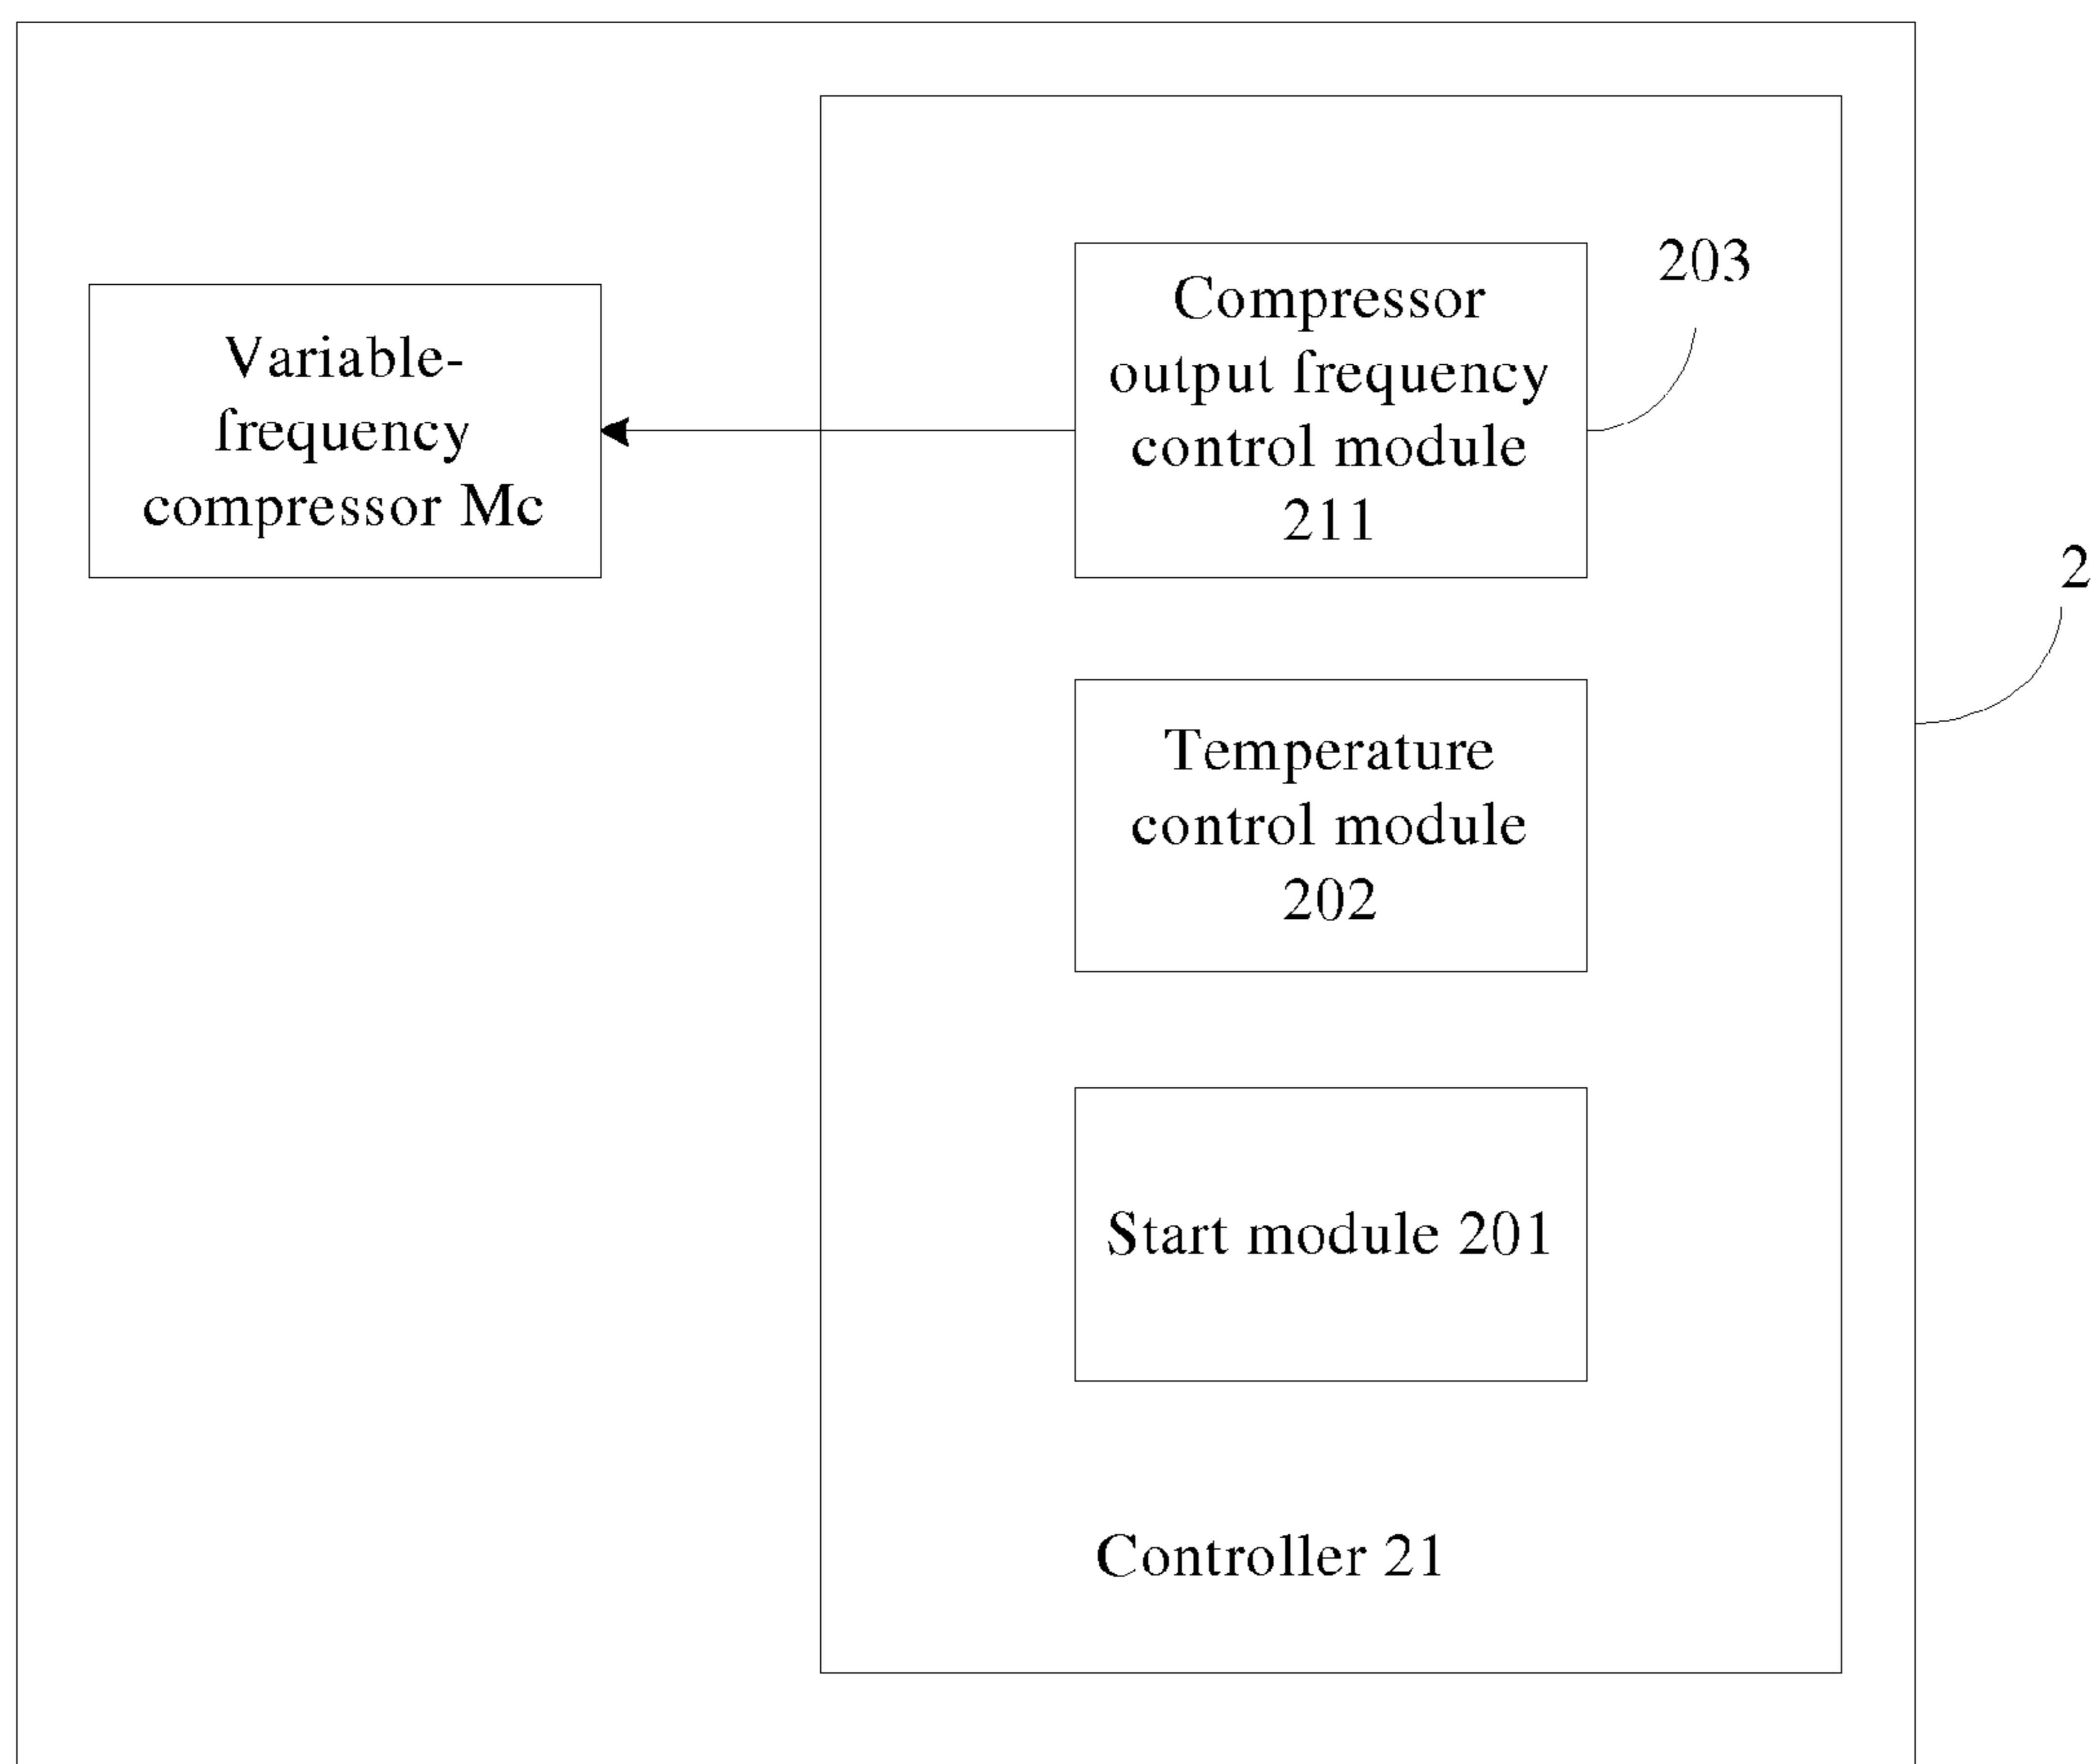 Variable-
frequency
compressor Mc
Compressor
output frequency
control module
211
203
2
Temperature
control module
202
Start module 201
Controller 21